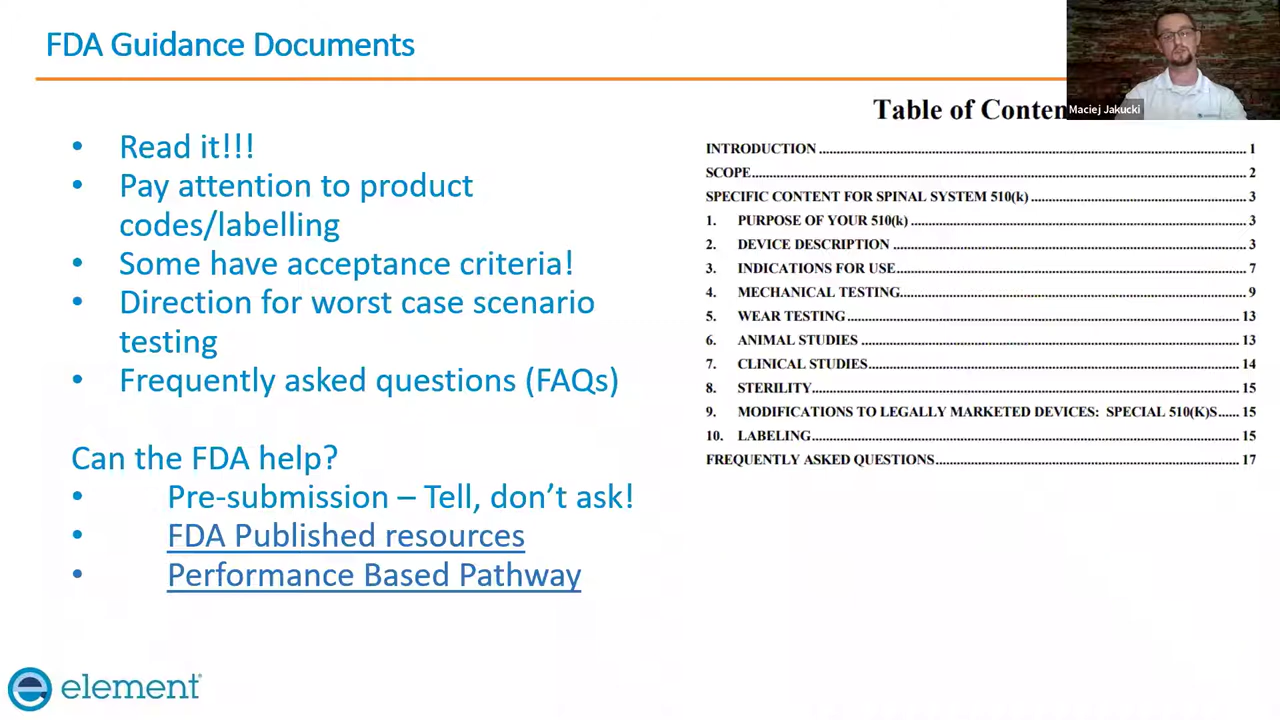 FDA Guidance Documents
Maciej Jakucki
• Read it!!!
• Pay attention to product
codes/labelling
• Some have acceptance criteria!
• Direction for worst case scenario
testing
• Frequently asked questions (FAQs)
Can the FDA help?
• Pre-submission – Tell, don't ask!
• FDA Published resources
• Performance Based Pathway
Table of Conten
INTRODUCTION 1
SCOPE 2
SPECIFIC CONTENT FOR SPINAL SYSTEM 510(k) 3
1. PURPOSE OF YOUR 510(k) 3
2. DEVICE DESCRIPTION 3
3. INDICATIONS FOR USE 7
4. MECHANICAL TESTING 9
5. WEAR TESTING 13
6. ANIMAL STUDIES 13
7. CLINICAL STUDIES 14
8. STERILITY 15
9. MODIFICATIONS TO LEGALLY MARKETED DEVICES: SPECIAL 510(K)S 15
10. LABELING 15
FREQUENTLY ASKED QUESTIONS 17
element